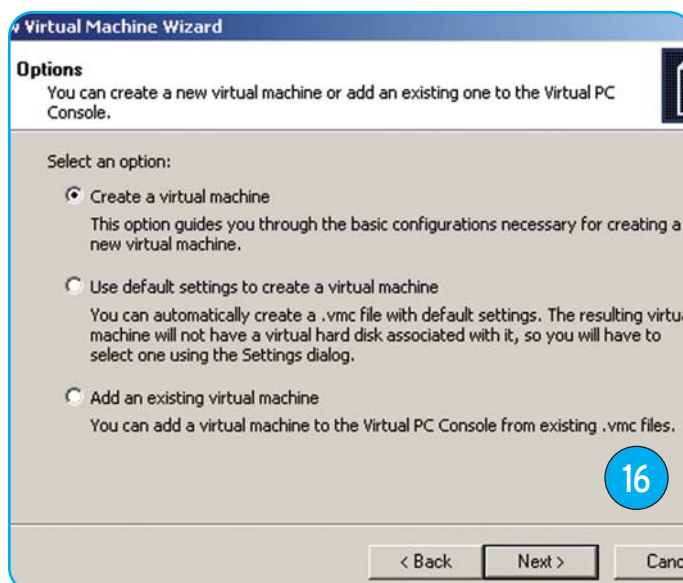 Virtual Machine Wizard
Options
You can create a new virtual machine or add an existing one to the Virtual PC
Console.
Select an option:
Create a virtual machine
This option guides you through the basic configurations necessary for creating a
new virtual machine.
Use default settings to create a virtual machine
You can automatically create a .vmc file with default settings. The resulting
machine will not have a virtual hard disk associated with it, so you will have to
select one using the Settings dialog.
Add an existing virtual machine
You can add a virtual machine to the Virtual PC Console from existing .vmc files.
16
< Back Next >